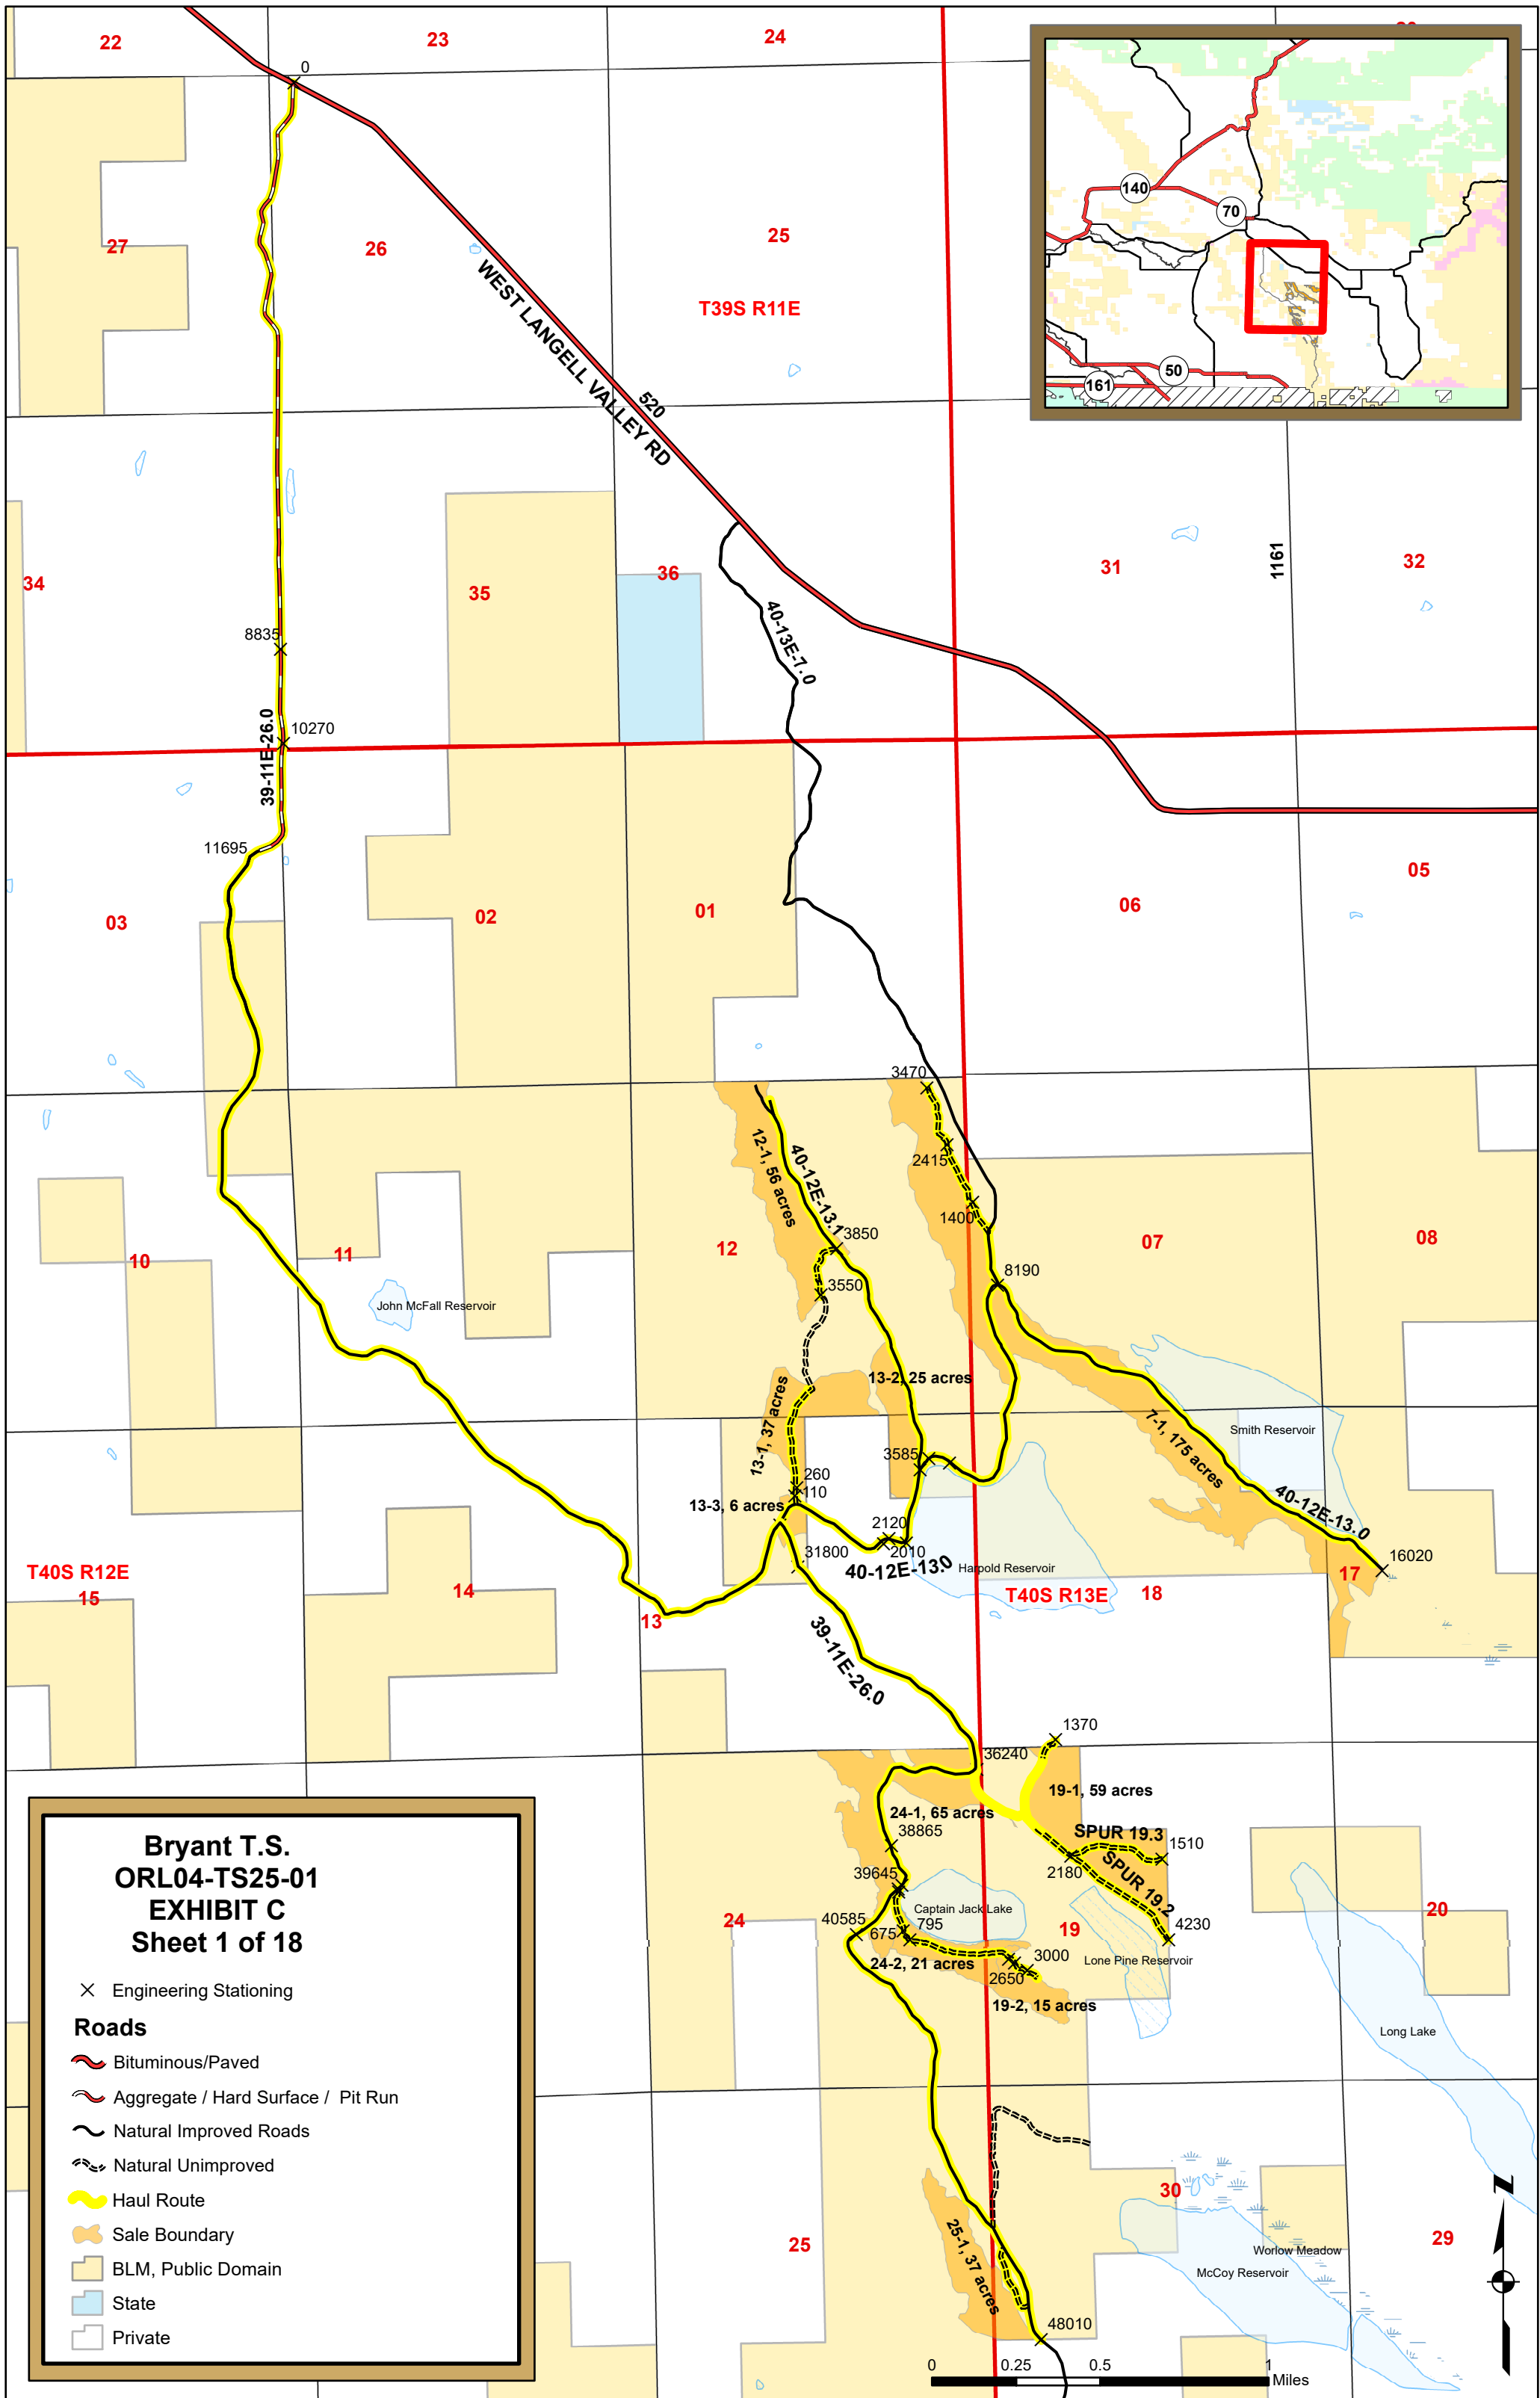 22
23
24
0
140
70
50
161
27
26
25
T39S R11E
WEST LANGELL VALLEY RD
520
34
35
36
31
1161
32
40-13E-7.0
8835
39-11E-26.0
10270
11695
03
02
01
06
05
3470
2415
1400
12-1, 56 acres
40-12E-13.1
3850
3550
12
07
08
10
11
8190
John McFall Reservoir
13-2, 25 acres
13-1, 37 acres
7-1, 175 acres
Smith Reservoir
3585
260
110
13-3, 6 acres
2120
2010
31800
40-12E-13.0
Harpold Reservoir
40-12E-13.0
16020
T40S R12E
15
14
13
T40S R13E
18
17
39-11E-26.0
1370
36240
19-1, 59 acres
24-1, 65 acres
38865
SPUR 19.3
1510
2180
SPUR 19.2
39645
Captain Jack Lake
24
40585
675
795
19
4230
20
24-2, 21 acres
3000
2650
Lone Pine Reservoir
19-2, 15 acres
Long Lake
30
25
25-1, 37 acres
Worlow Meadow
McCoy Reservoir
29
48010
Z
0
0.25
0.5
1
Miles
Bryant T.S.
ORL04-TS25-01
EXHIBIT C
Sheet 1 of 18
Engineering Stationing
Roads
Bituminous/Paved
Aggregate / Hard Surface / Pit Run
Natural Improved Roads
Natural Unimproved
Haul Route
Sale Boundary
BLM, Public Domain
State
Private